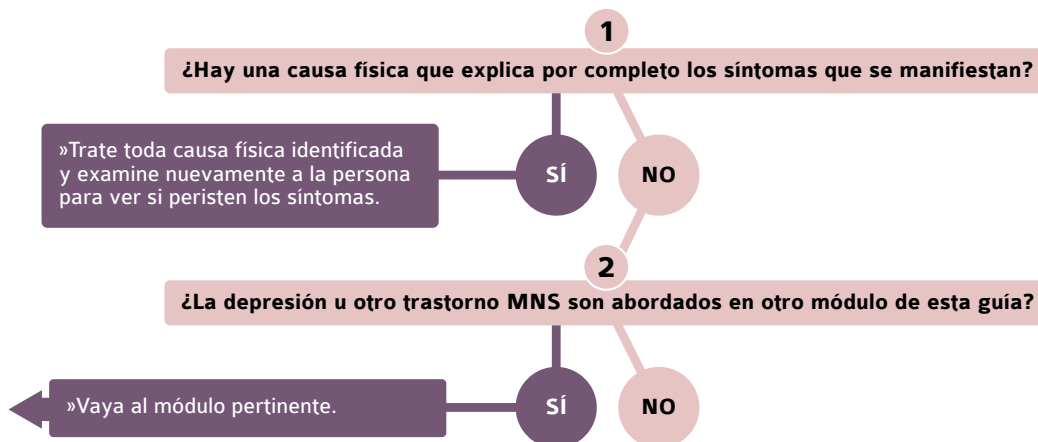 1
¿Hay una causa física que explica por completo los síntomas que se manifiestan?
»Trate toda causa física identificada
y examine nuevamente a la persona
para ver si peristen los síntomas.
SÍ
NO
2
¿La depresión u otro trastorno MNS son abordados en otro módulo de esta guía?
»Vaya al módulo pertinente.
SÍ
NO